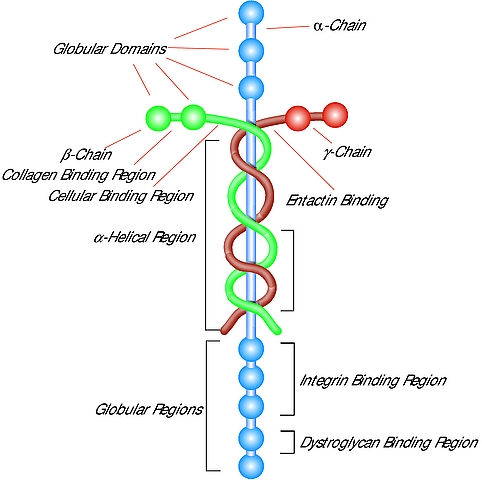 α-Chain
Globular Domains
β-Chain
γ-Chain
Collagen Binding Region
Cellular Binding Region
Entactin Binding
α-Helical Region
Integrin Binding Region
Globular Regions
Dystroglycan Binding Region